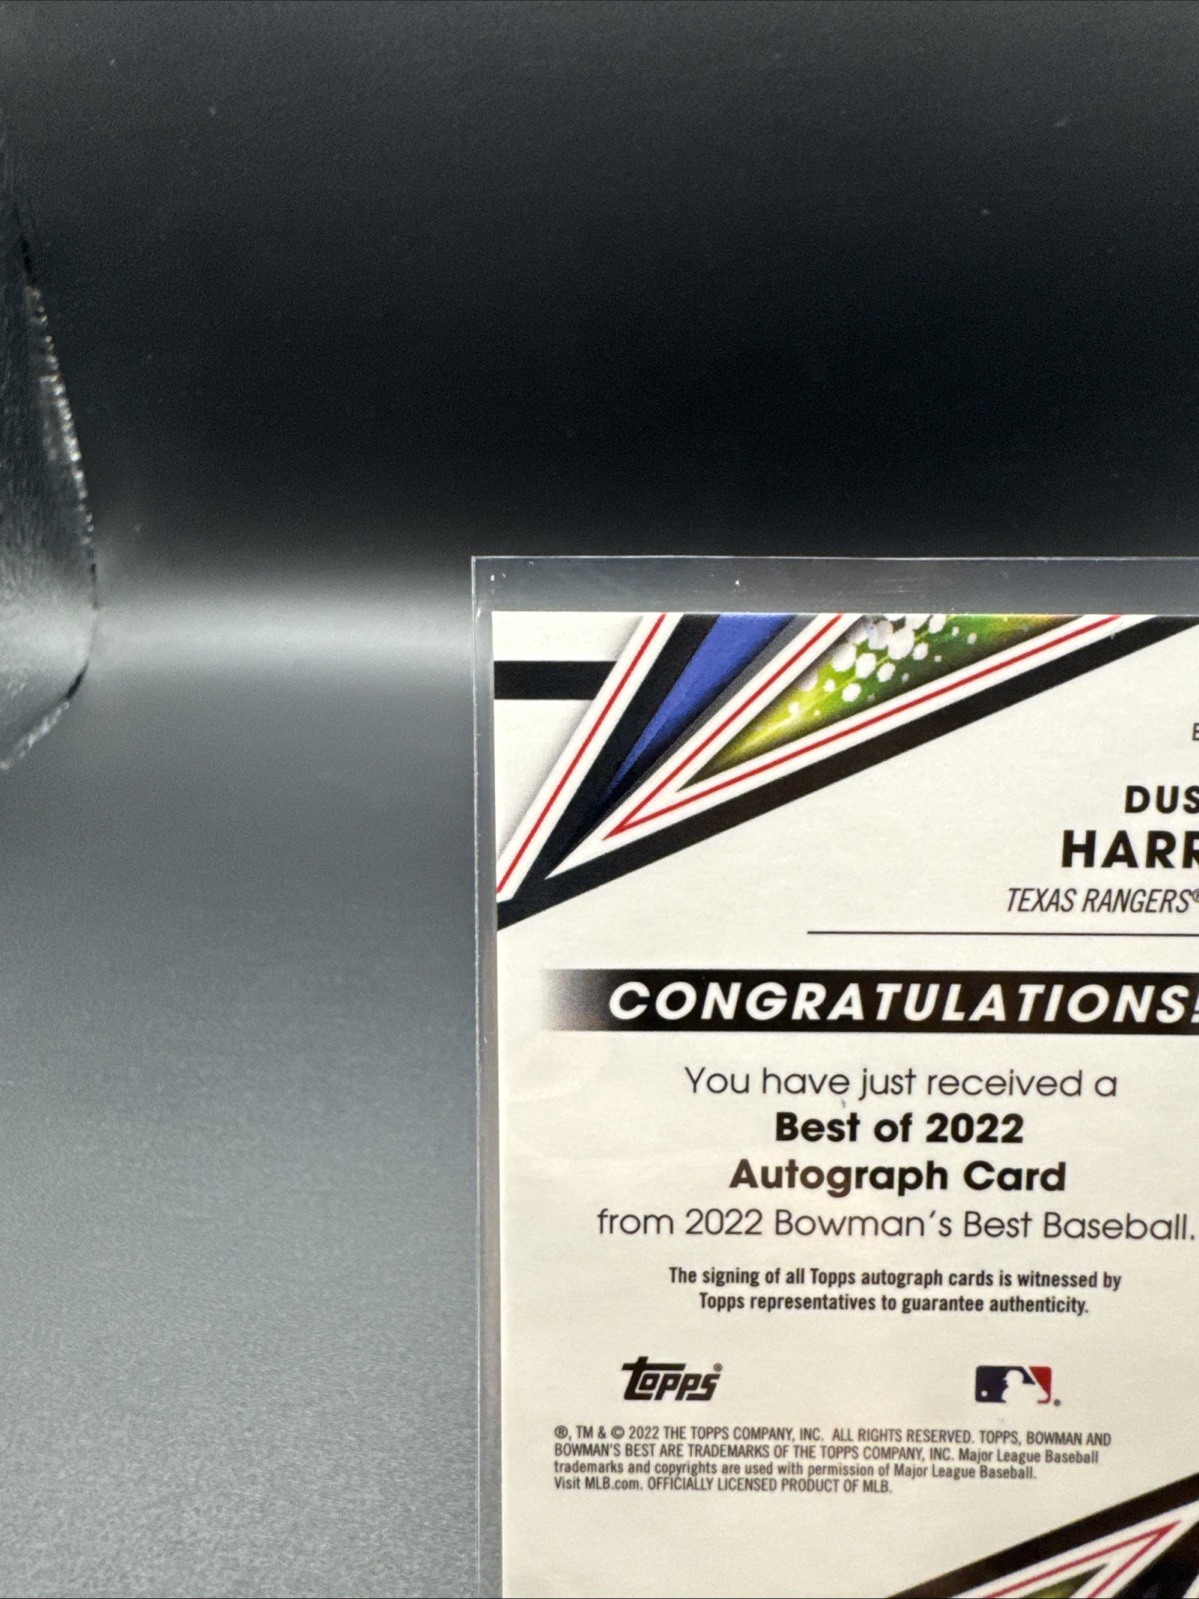 DUS
HARR
TEXAS RANGERS®
CONGRATULATIONS!
You have just received a
Best of 2022
Autograph Card
from 2022 Bowman's Best Baseball.
The signing of all Topps autograph cards is witnessed by
Topps representatives to guarantee authenticity.
topps®
®, TM & © 2022 THE TOPPS COMPANY, INC. ALL RIGHTS RESERVED. TOPPS, BOWMAN AND
BOWMAN'S BEST ARE TRADEMARKS OF THE TOPPS COMPANY, INC. Major League Baseball
trademarks and copyrights are used with permission of Major League Baseball.
Visit MLB.com. OFFICIALLY LICENSED PRODUCT OF MLB.